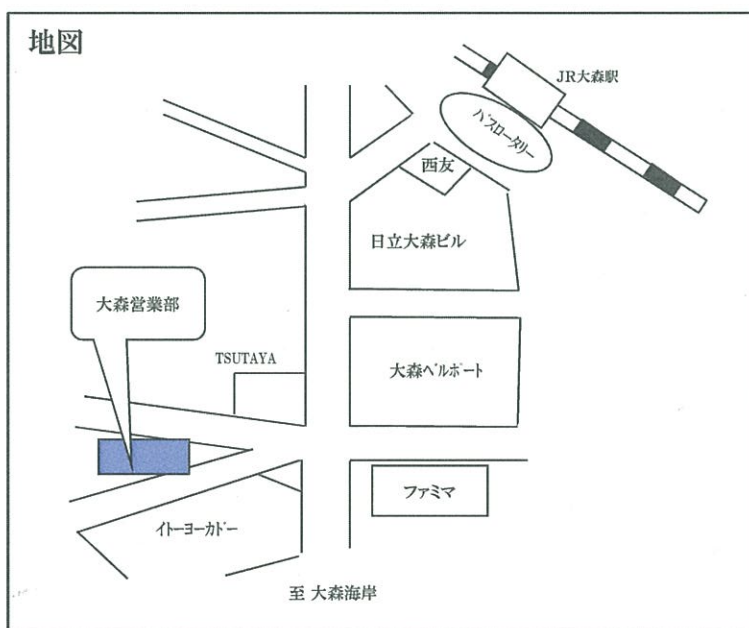 地図
JR大森駅
バスロータリー
西友
日立大森ビル
大森営業部
TSUTAYA
大森ベルポート
ファミマ
イトーヨーカドー
至 大森海岸